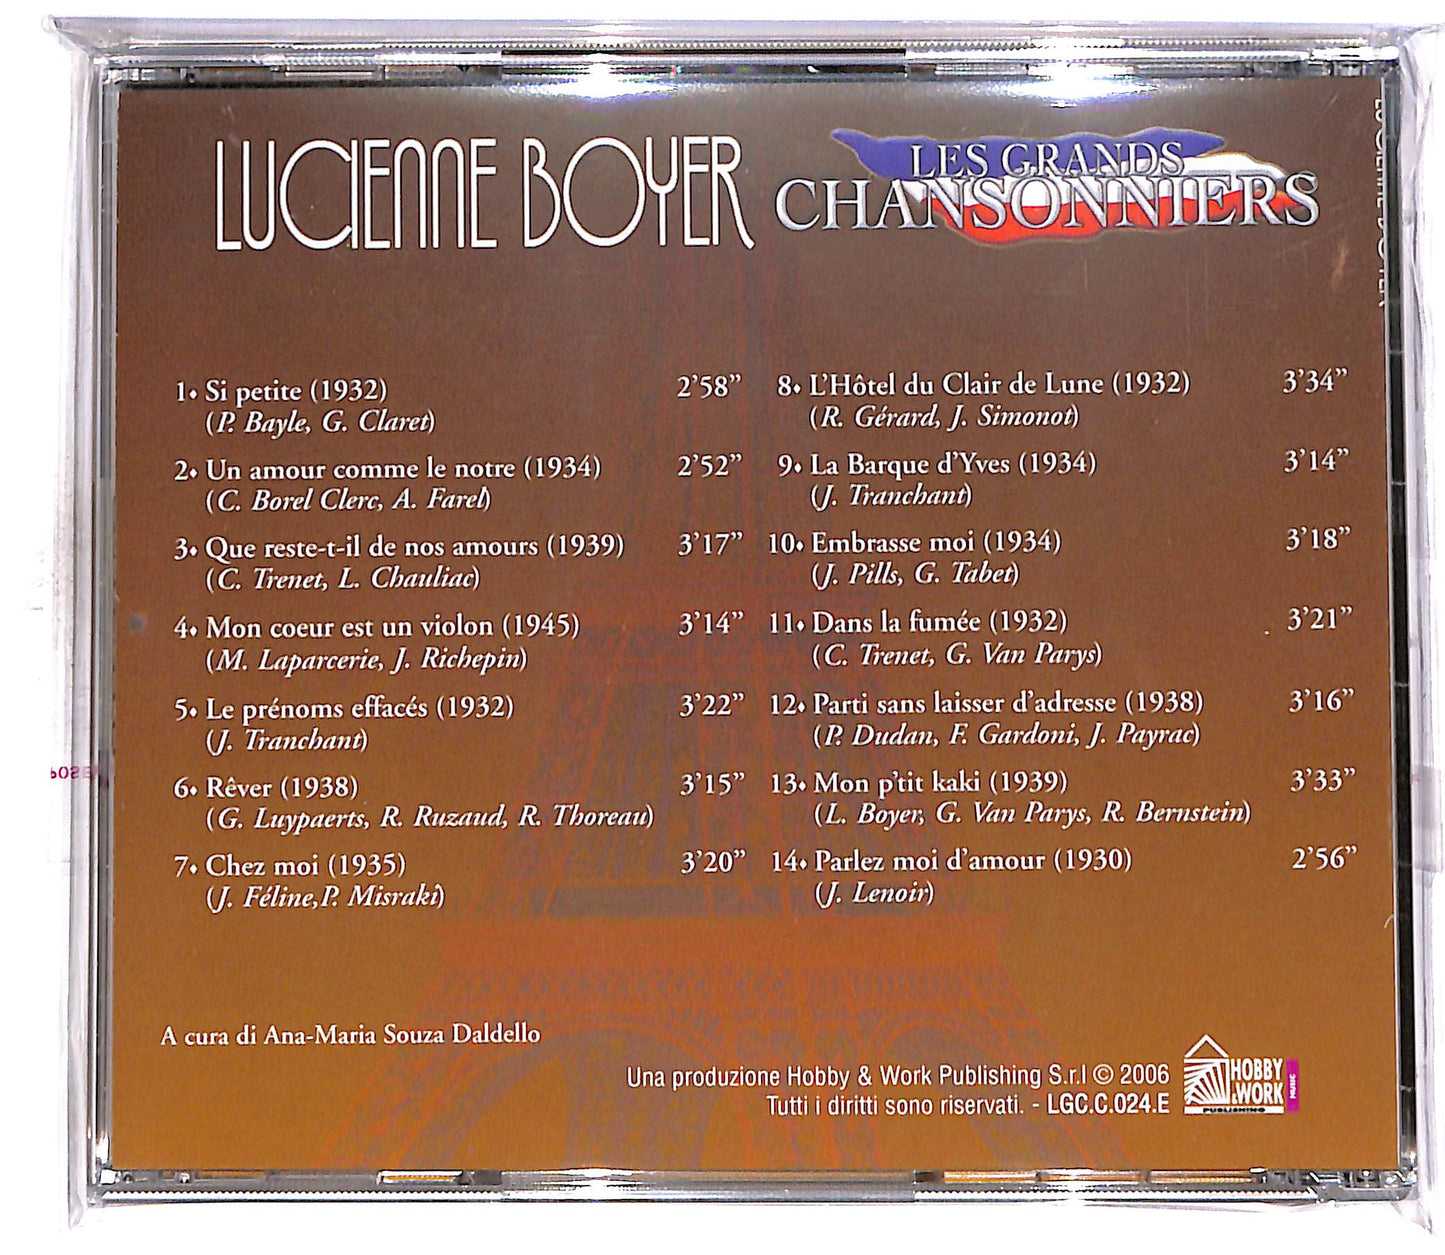 LUCIENNE BOYER
LES GRANDS
CHANSONNIERS
LUCIENNE BOYER
1♦ Si petite (1932) 2’58”
(P. Bayle, G. Claret)
2♦ Un amour comme le notre (1934) 2’52”
(C. Borel Clerc, A. Farel)
3♦ Que reste-t-il de nos amours (1939) 3’17”
(C. Trenet, L. Chauliac)
4♦ Mon coeur est un violon (1945) 3’14”
(M. Laparcerie, J. Richepin)
5♦ Le prénoms effacés (1932) 3’22”
(J. Tranchant)
6♦ Rêver (1938) 3’15”
(G. Luypaerts, R. Ruzaud, R. Thoreau)
7♦ Chez moi (1935) 3’20”
(J. Féline,P. Misraki)
8♦ L’Hôtel du Clair de Lune (1932) 3’34”
(R. Gérard, J. Simonot)
9♦ La Barque d’Yves (1934) 3’14”
(J. Tranchant)
10♦ Embrasse moi (1934) 3’18”
(J. Pills, G. Tabet)
11♦ Dans la fumée (1932) 3’21”
(C. Trenet, G. Van Parys)
12♦ Parti sans laisser d’adresse (1938) 3’16”
(P. Dudan, F. Gardoni, J. Payrac)
13♦ Mon p’tit kaki (1939) 3’33”
(L. Boyer, G. Van Parys, R. Bernstein)
14♦ Parlez moi d’amour (1930) 2’56”
(J. Lenoir)
A cura di Ana-Maria Souza Daldello
Una produzione Hobby & Work Publishing S.r.l © 2006
Tutti i diritti sono riservati. - LGC.C.024.E
HOBBY
& WORK
PUBLISHING
MUSIC